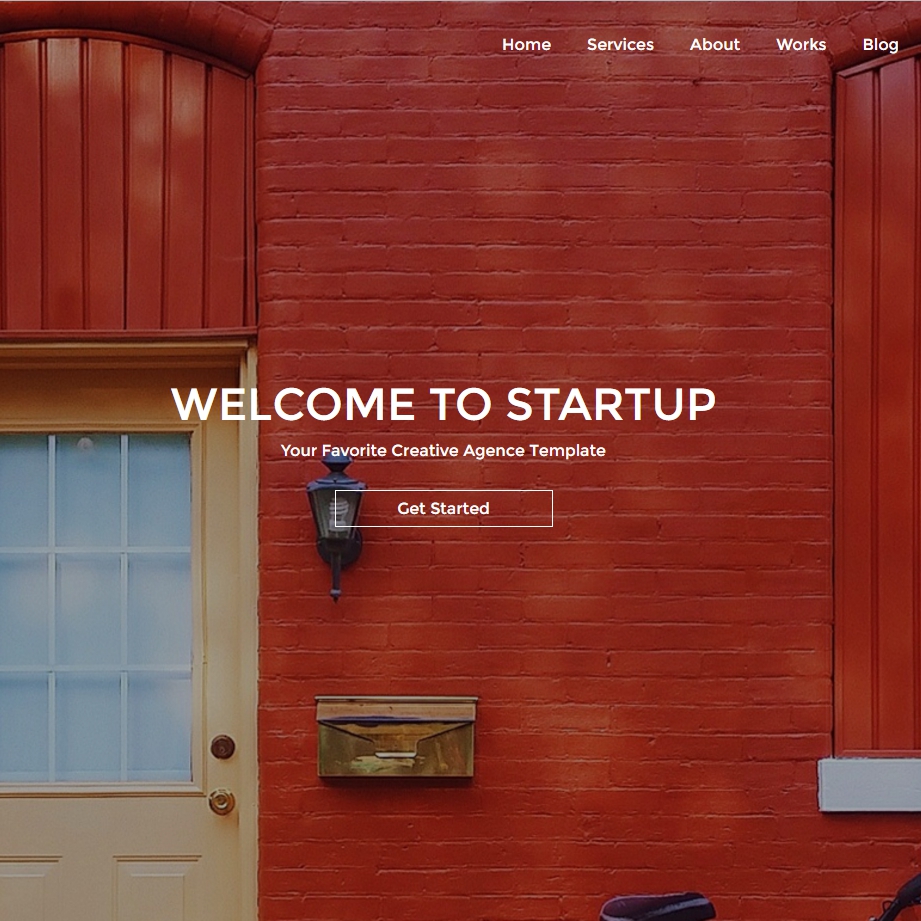 Home Services About Works Blog
WELCOME TO STARTUP
Your Favorite Creative Agence Template
Get Started